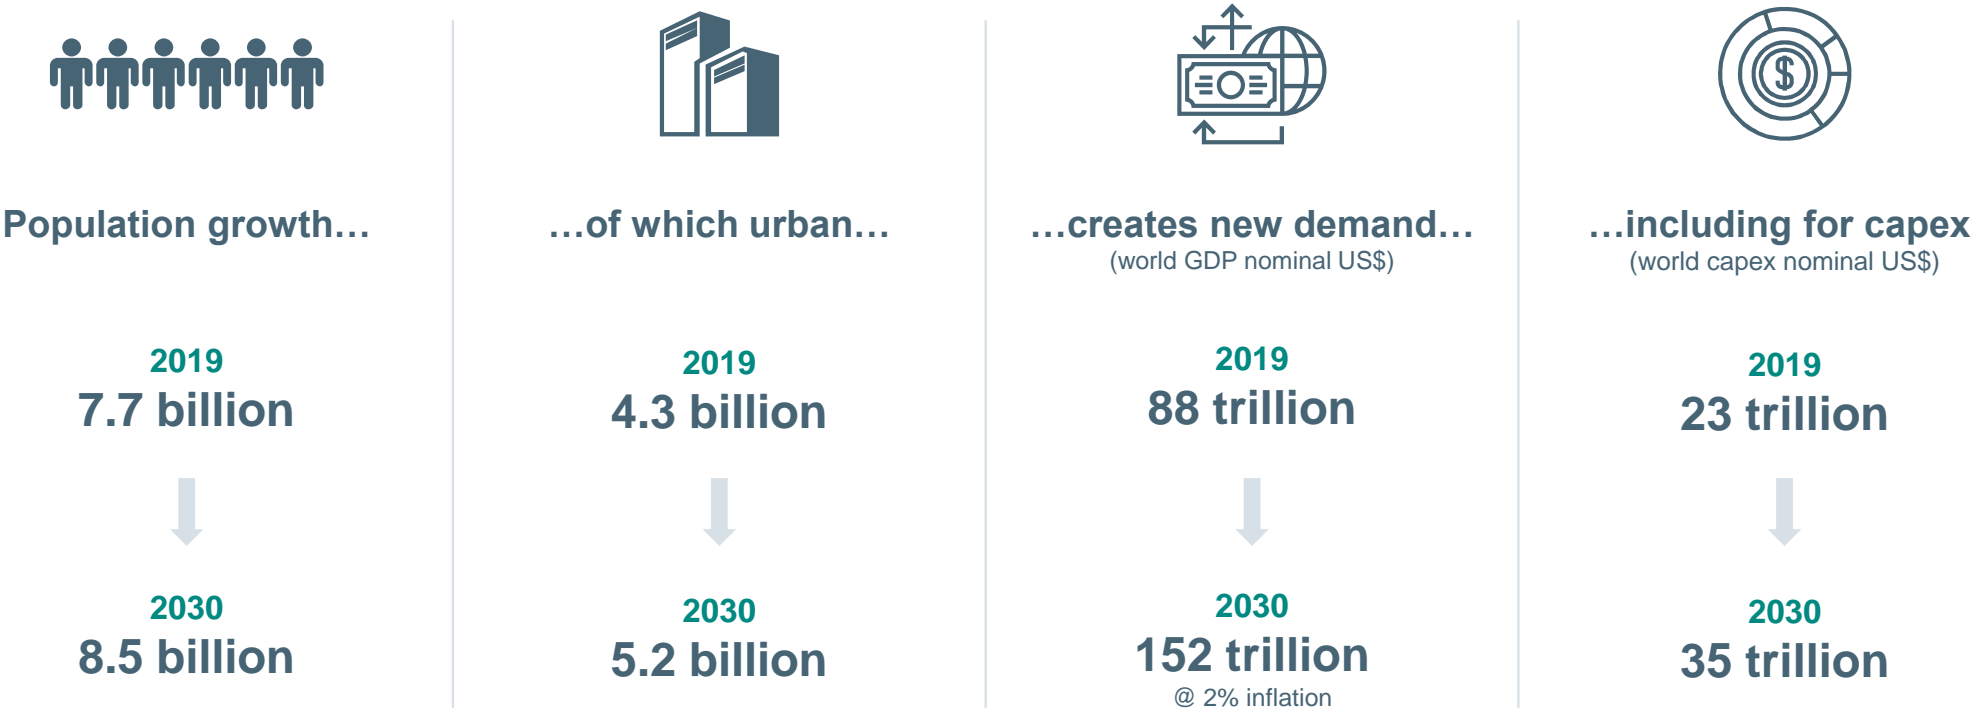 Population growth…
2019
7.7 billion
2030
8.5 billion
…of which urban…
2019
4.3 billion
2030
5.2 billion
…creates new demand…
(world GDP nominal US$)
2019
88 trillion
2030
152 trillion
@ 2% inflation
$
…including for capex
(world capex nominal US$)
2019
23 trillion
2030
35 trillion